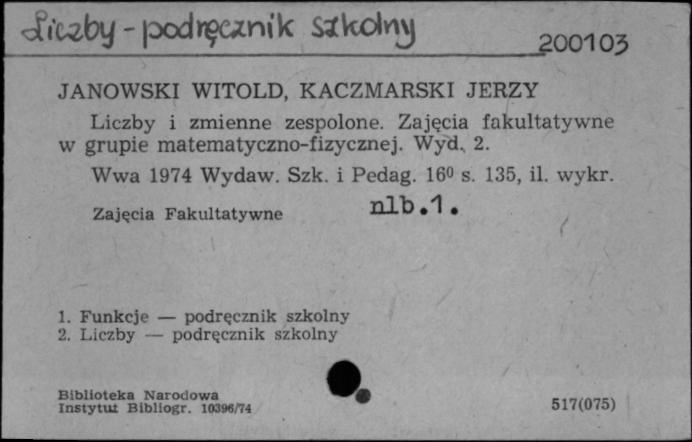 Liczby - podręcznik szkolny
200103
JANOWSKI WITOLD, KACZMARSKI JERZY
Liczby i zmienne zespolone. Zajęcia fakultatywne
w grupie matematyczno-fizycznej. Wyd. 2.
Wwa 1974 Wydaw. Szk. i Pedag. 16⁰ s. 135, il. wykr.
Zajęcia Fakultatywne nlb.1.
1. Funkcje — podręcznik szkolny
2. Liczby — podręcznik szkolny
Biblioteka Narodowa
Instytut Bibliogr. 10396/74
517(075)